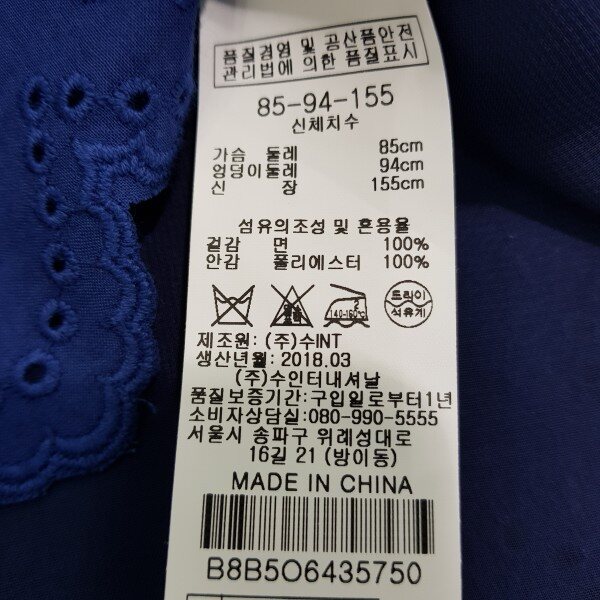 품질경영 및 공산품안전
관리법에 의한 품질표시
85-94-155
신체치수
가슴 둘레 85cm
엉덩이둘레 94cm
신 장 155cm
섬유의조성 및 혼용율
겉감 면 100%
안감 폴리에스터 100%
2
140-160℃
드라이
석유계
제조원: (주)수INT
생산년월: 2018.03
(주)수인터내셔날
품질보증기간: 구입일로부터1년
소비자상담실:080-990-5555
서울시 송파구 위례성대로
16길 21 (방이동)
MADE IN CHINA
B8B5O6435750